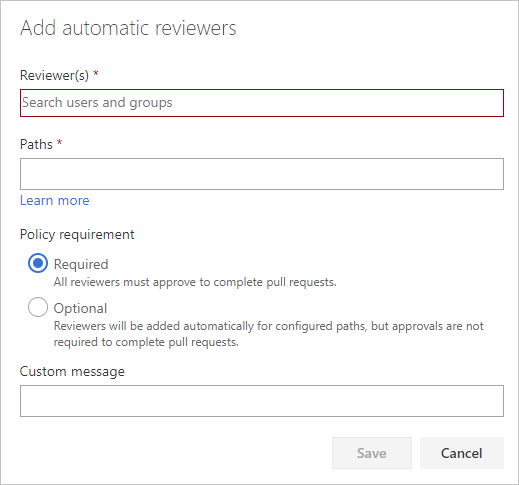 Add automatic reviewers
Reviewer(s) *
Search users and groups
Paths *
Learn more
Policy requirement
Required
All reviewers must approve to complete pull requests.
Optional
Reviewers will be added automatically for configured paths, but approvals are not
required to complete pull requests.
Custom message
Save
Cancel